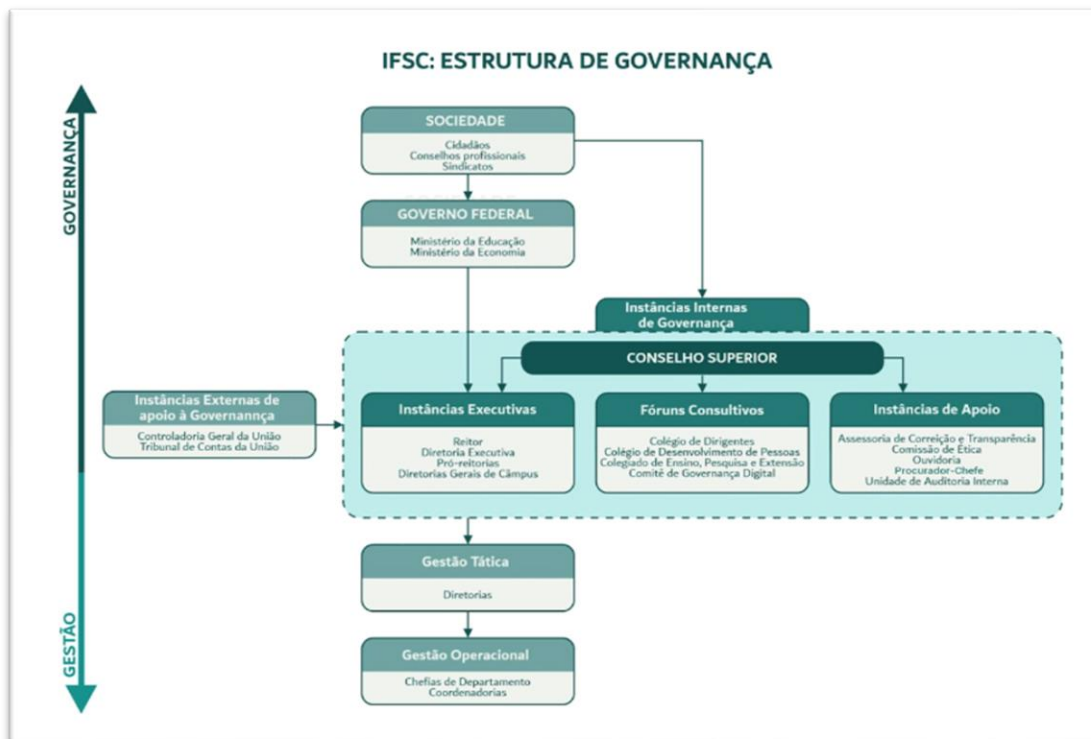 IFSC: ESTRUTURA DE GOVERNANÇA
GOVERNANÇA
SOCIEDADE
Cidadãos
Conselhos profissionais
Sindicatos
GOVERNO FEDERAL
Ministério da Educação
Ministério da Economia
Instâncias Internas
de Governança
CONSELHO SUPERIOR
Instâncias Externas de
apoio à Governannça
Controladoria Geral da União
Tribunal de Contas da União
Instâncias Executivas
Reitor
Diretoria Executiva
Pró-reitorias
Diretorias Gerais de Câmpus
Fóruns Consultivos
Colégio de Dirigentes
Colégio de Desenvolvimento de Pessoas
Colegiado de Ensino, Pesquisa e Extensão
Comitê de Governança Digital
Instâncias de Apoio
Assessoria de Correição e Transparência
Comissão de Ética
Ouvidoria
Procurador-Chefe
Unidade de Auditoria Interna
Gestão Tática
Diretorias
GESTÃO
Gestão Operacional
Chefias de Departamento
Coordenadorias